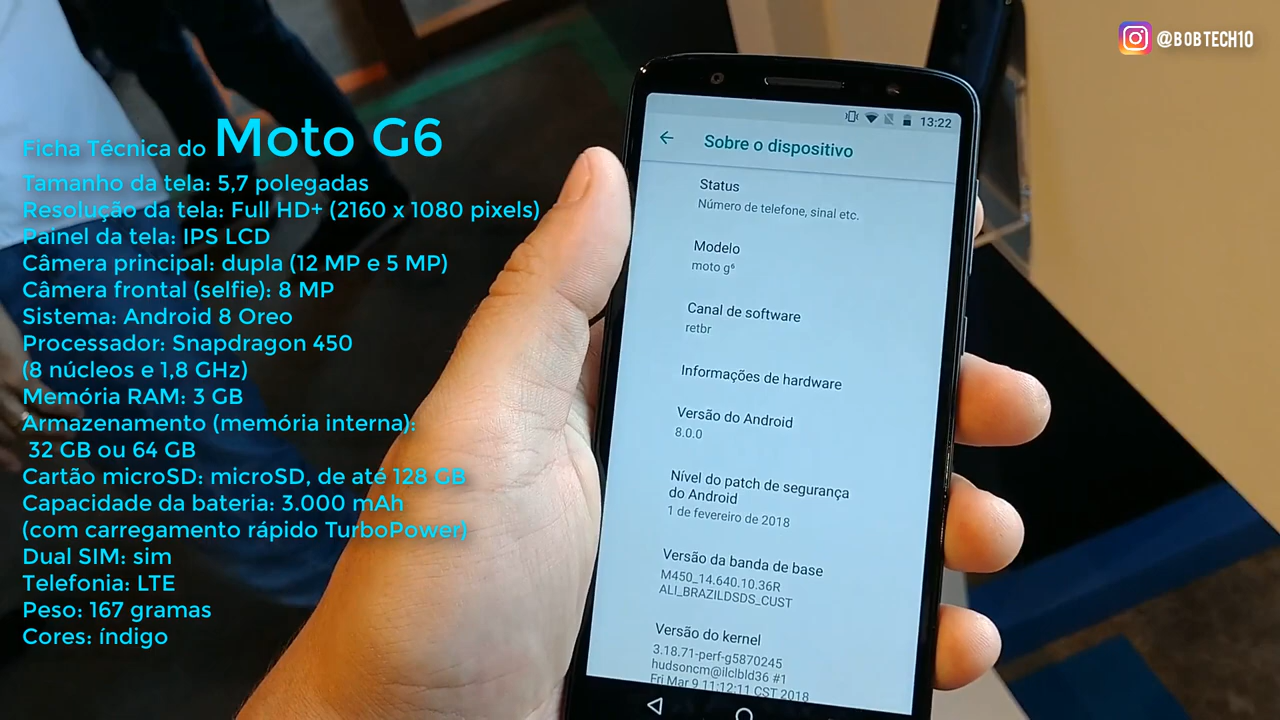 @BOBTECH10
Ficha Técnica do Moto G6
Tamanho da tela: 5,7 polegadas
Resolução da tela: Full HD+ (2160 x 1080 pixels)
Painel da tela: IPS LCD
Câmera principal: dupla (12 MP e 5 MP)
Câmera frontal (selfie): 8 MP
Sistema: Android 8 Oreo
Processador: Snapdragon 450
(8 núcleos e 1,8 GHz)
Memória RAM: 3 GB
Armazenamento (memória interna):
32 GB ou 64 GB
Cartão microSD: microSD, de até 128 GB
Capacidade da bateria: 3.000 mAh
(com carregamento rápido TurboPower)
Dual SIM: sim
Telefonia: LTE
Peso: 167 gramas
Cores: índigo
13:22
Sobre o dispositivo
Status
Número de telefone, sinal etc.
Modelo
moto g⁶
Canal de software
retbr
Informações de hardware
Versão do Android
8.0.0
Nível do patch de segurança
do Android
1 de fevereiro de 2018
Versão da banda de base
M450_14.640.10.36R
ALI_BRAZILDSDS_CUST
Versão do kernel
3.18.71-perf-g5870245
hudsoncm@ilclbld36 #1
Fri Mar 9 11:12:11 CST 2018